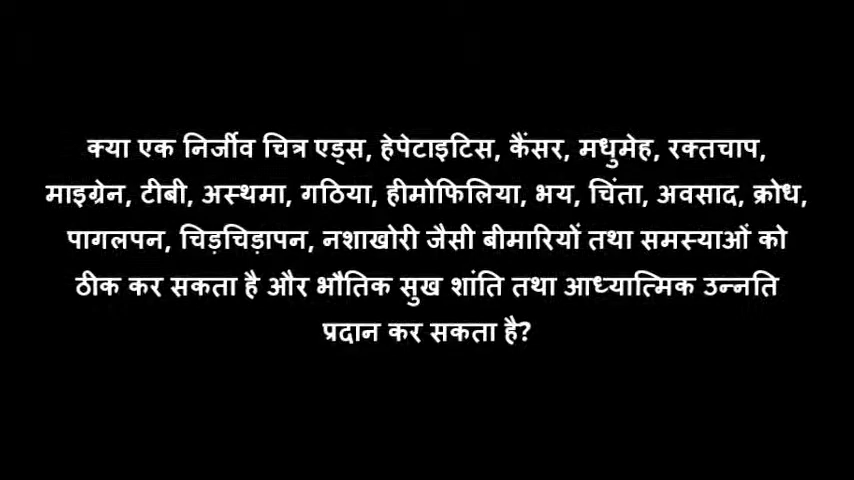 क्या एक निर्जीव चित्र एड्स, हेपेटाइटिस, कैंसर, मधुमेह, रक्तचाप,
माइग्रेन, टीबी, अस्थमा, गठिया, हीमोफिलिया, भय, चिंता, अवसाद, क्रोध,
पागलपन, चिड़चिड़ापन, नशाखोरी जैसी बीमारियों तथा समस्याओं को
ठीक कर सकता है और भौतिक सुख शांति तथा आध्यात्मिक उन्नति
प्रदान कर सकता है?